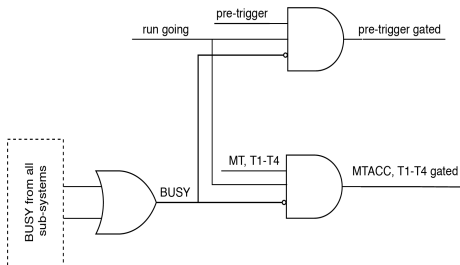 pre-trigger
run going
pre-trigger gated
MT, T1-T4
MTACC, T1-T4 gated
BUSY
BUSY from all
sub-systems